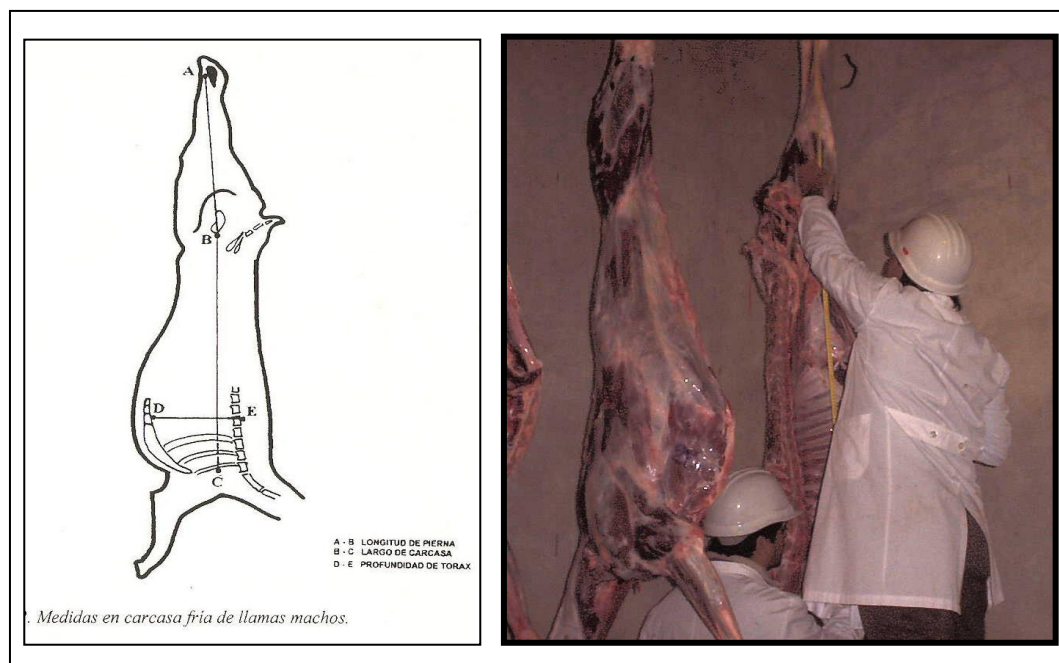 A
B
D
E
C
A - B LONGITUD DE PIERNA
B - C LARGO DE CARCASA
D - E PROFUNDIDAD DE TORAX
. Medidas en carcasa fría de llamas machos.